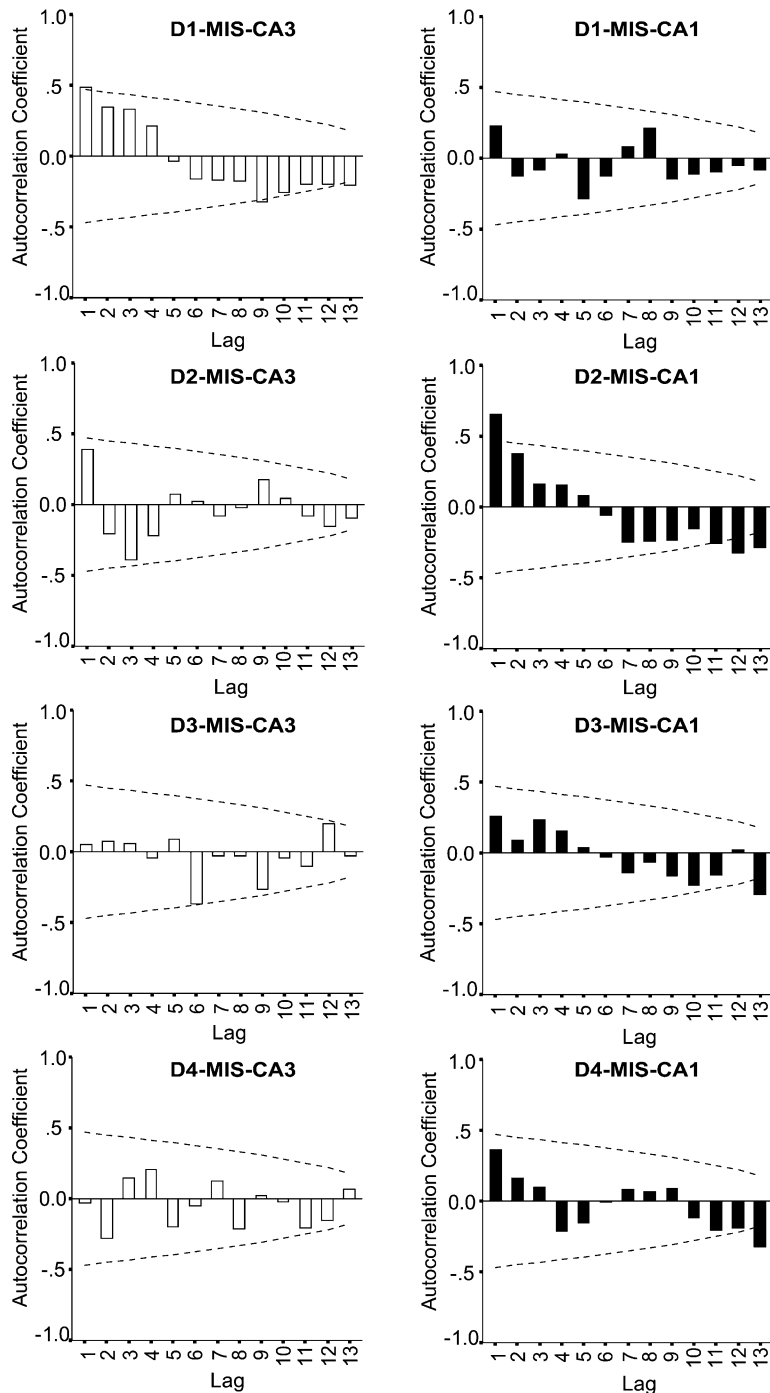 D1-MIS-CA3
Autocorrelation Coefficient
1.0
.5
0.0
-.5
-1.0
1 2 3 4 5 6 7 8 9 10 11 12 13
Lag
D1-MIS-CA1
Autocorrelation Coefficient
1.0
.5
0.0
-.5
-1.0
1 2 3 4 5 6 7 8 9 10 11 12 13
Lag
D2-MIS-CA3
Autocorrelation Coefficient
1.0
.5
0.0
-.5
-1.0
1 2 3 4 5 6 7 8 9 10 11 12 13
Lag
D2-MIS-CA1
Autocorrelation Coefficient
1.0
.5
0.0
-.5
-1.0
1 2 3 4 5 6 7 8 9 10 11 12 13
Lag
D3-MIS-CA3
Autocorrelation Coefficient
1.0
.5
0.0
-.5
-1.0
1 2 3 4 5 6 7 8 9 10 11 12 13
Lag
D3-MIS-CA1
Autocorrelation Coefficient
1.0
.5
0.0
-.5
-1.0
1 2 3 4 5 6 7 8 9 10 11 12 13
Lag
D4-MIS-CA3
Autocorrelation Coefficient
1.0
.5
0.0
-.5
-1.0
1 2 3 4 5 6 7 8 9 10 11 12 13
Lag
D4-MIS-CA1
Autocorrelation Coefficient
1.0
.5
0.0
-.5
-1.0
1 2 3 4 5 6 7 8 9 10 11 12 13
Lag